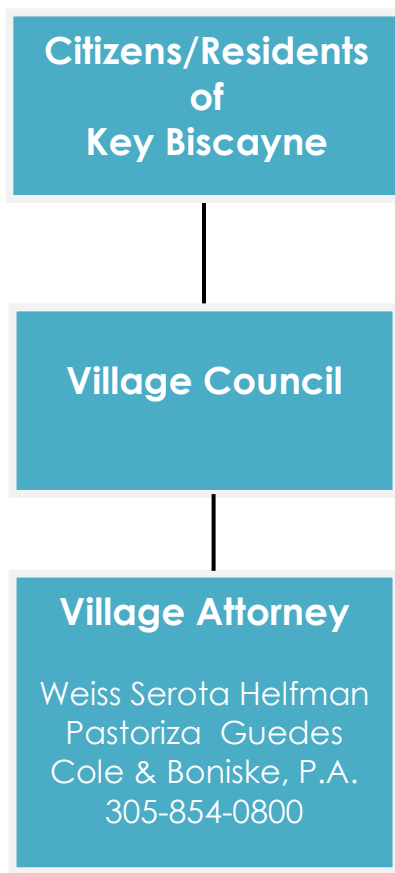 Citizens/Residents
of
Key Biscayne
Village Council
Village Attorney
Weiss Serota Helfman
Pastoriza Guedes
Cole & Boniske, P.A.
305-854-0800